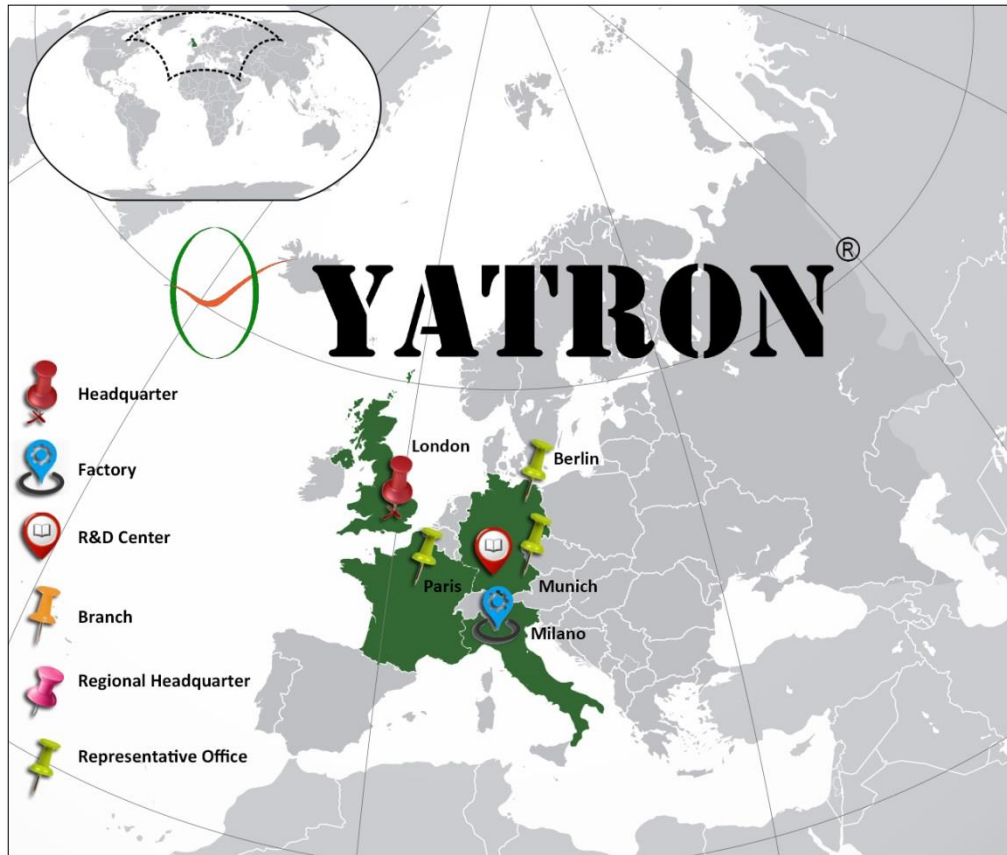 YATRON®
Headquarter
Factory
R&D Center
Branch
Regional Headquarter
Representative Office
London
Berlin
Paris
Munich
Milano